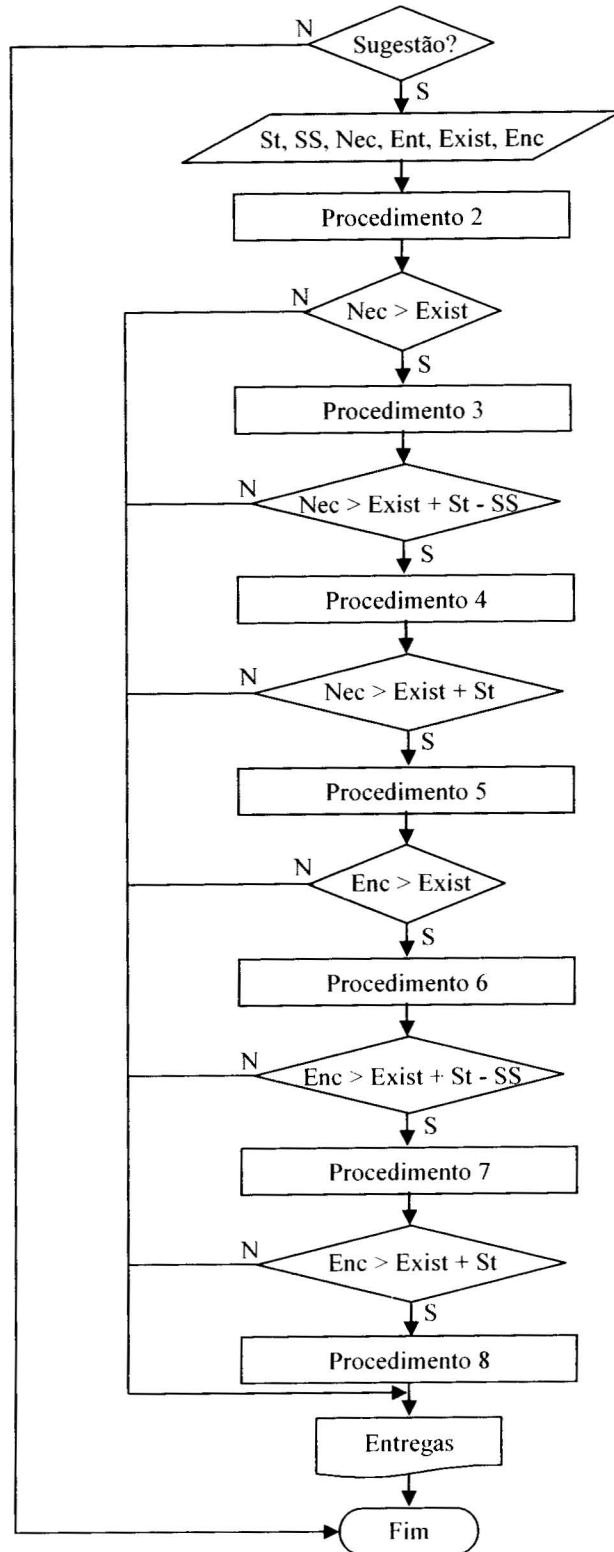 N
Sugestão?
S
St, SS, Nec, Ent, Exist, Enc
Procedimento 2
N
Nec > Exist
S
Procedimento 3
N
Nec > Exist + St - SS
S
Procedimento 4
N
Nec > Exist + St
S
Procedimento 5
N
Enc > Exist
S
Procedimento 6
N
Enc > Exist + St - SS
S
Procedimento 7
N
Enc > Exist + St
S
Procedimento 8
Entregas
Fim